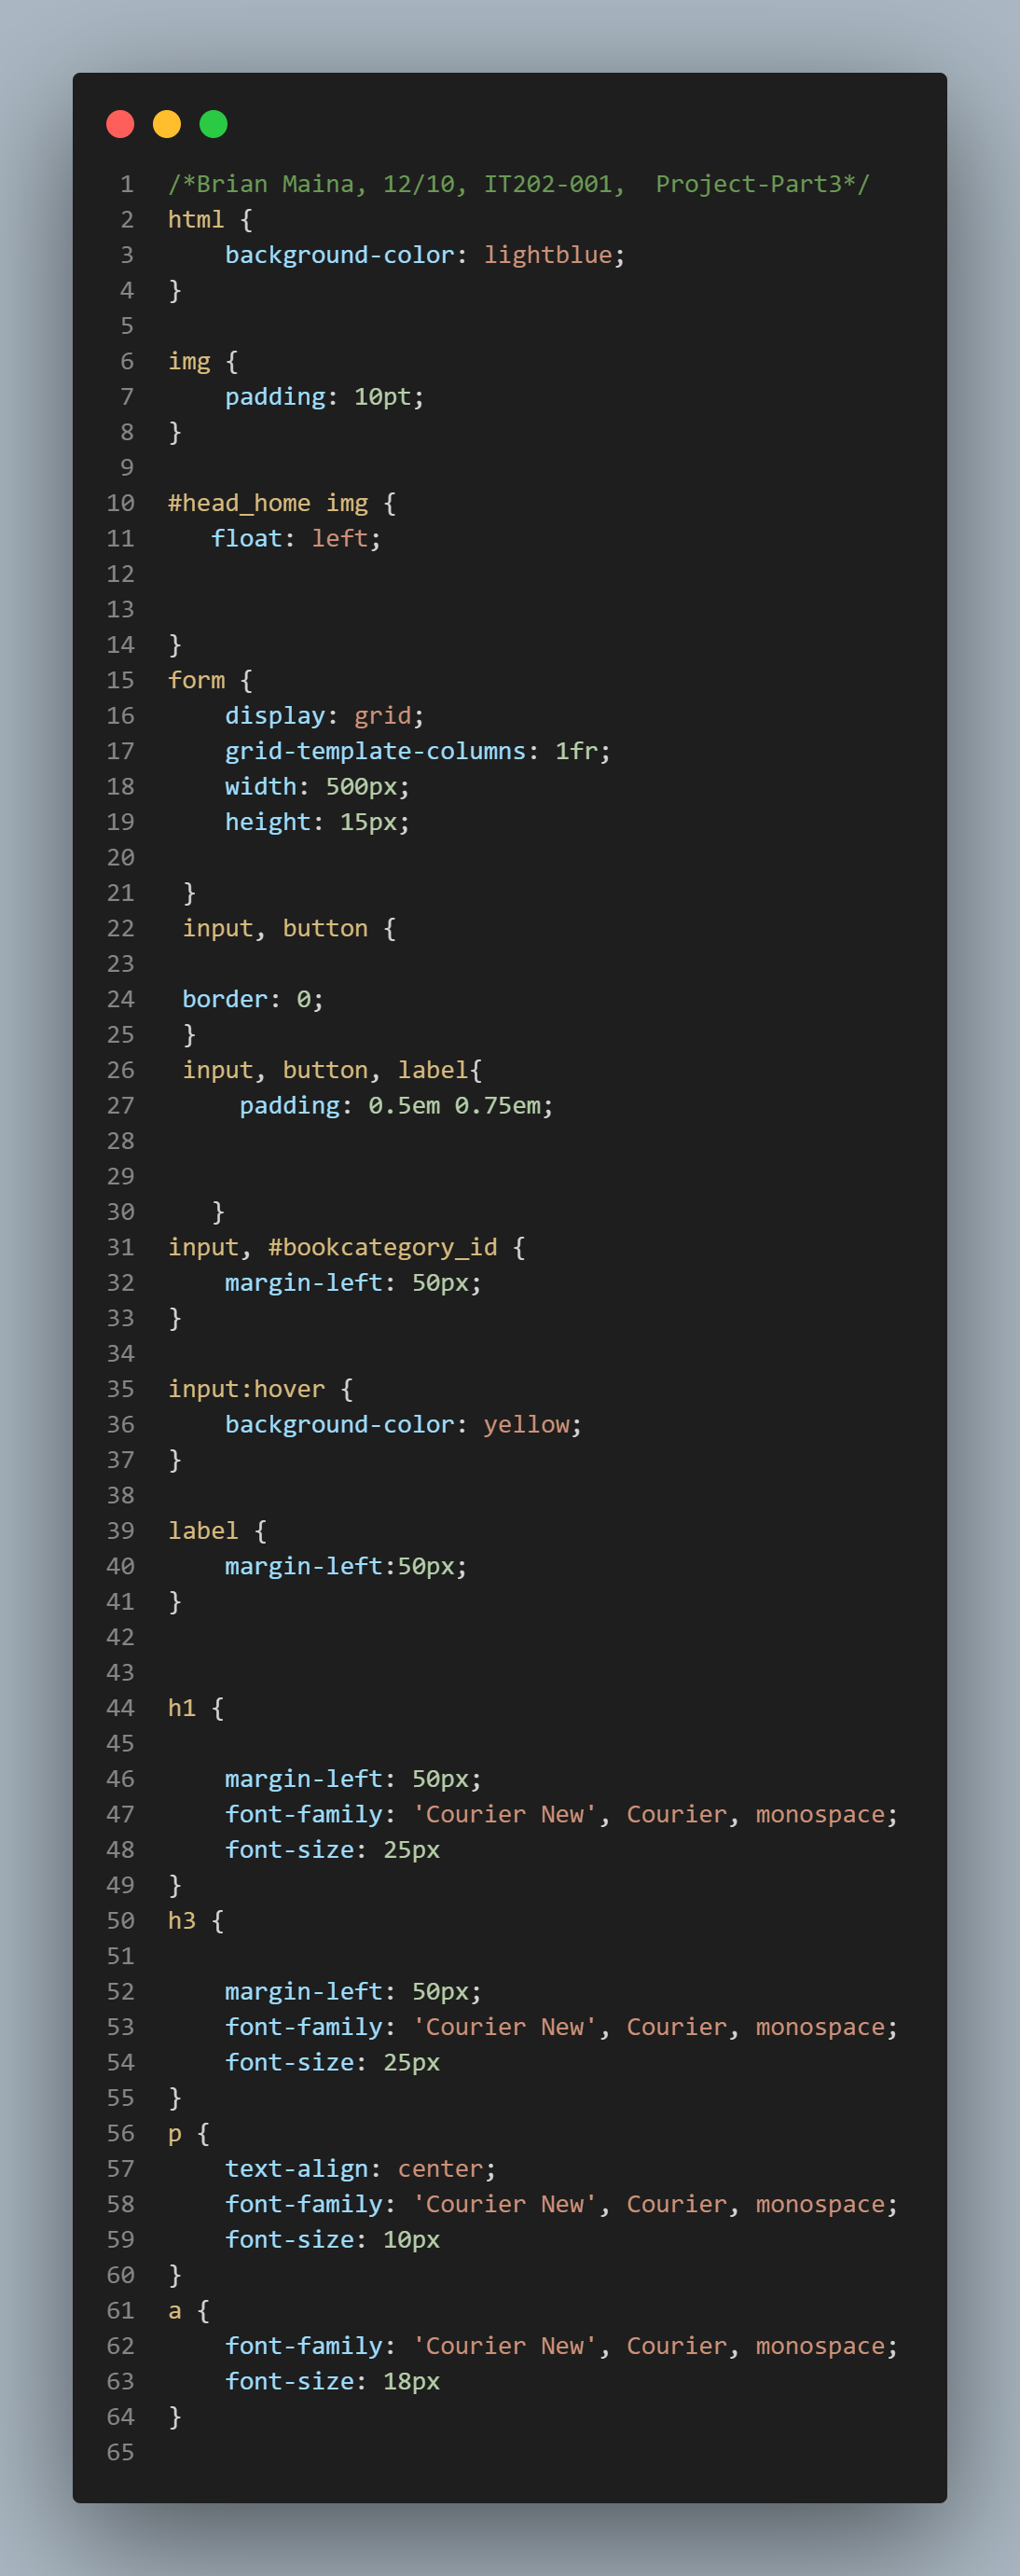 1 /*Brian Maina, 12/10, IT202-001,  Project-Part3*/
2 html {
3     background-color: lightblue;
4 }
5
6 img {
7     padding: 10pt;
8 }
9
10 #head_home img {
11    float: left;
12
13
14 }
15 form {
16     display: grid;
17     grid-template-columns: 1fr;
18     width: 500px;
19     height: 15px;
20
21  }
22  input, button {
23
24  border: 0;
25  }
26  input, button, label{
27      padding: 0.5em 0.75em;
28
29
30    }
31 input, #bookcategory_id {
32     margin-left: 50px;
33 }
34
35 input:hover {
36     background-color: yellow;
37 }
38
39 label {
40     margin-left:50px;
41 }
42
43
44 h1 {
45
46     margin-left: 50px;
47     font-family: 'Courier New', Courier, monospace;
48     font-size: 25px
49 }
50 h3 {
51
52     margin-left: 50px;
53     font-family: 'Courier New', Courier, monospace;
54     font-size: 25px
55 }
56 p {
57     text-align: center;
58     font-family: 'Courier New', Courier, monospace;
59     font-size: 10px
60 }
61 a {
62     font-family: 'Courier New', Courier, monospace;
63     font-size: 18px
64 }
65